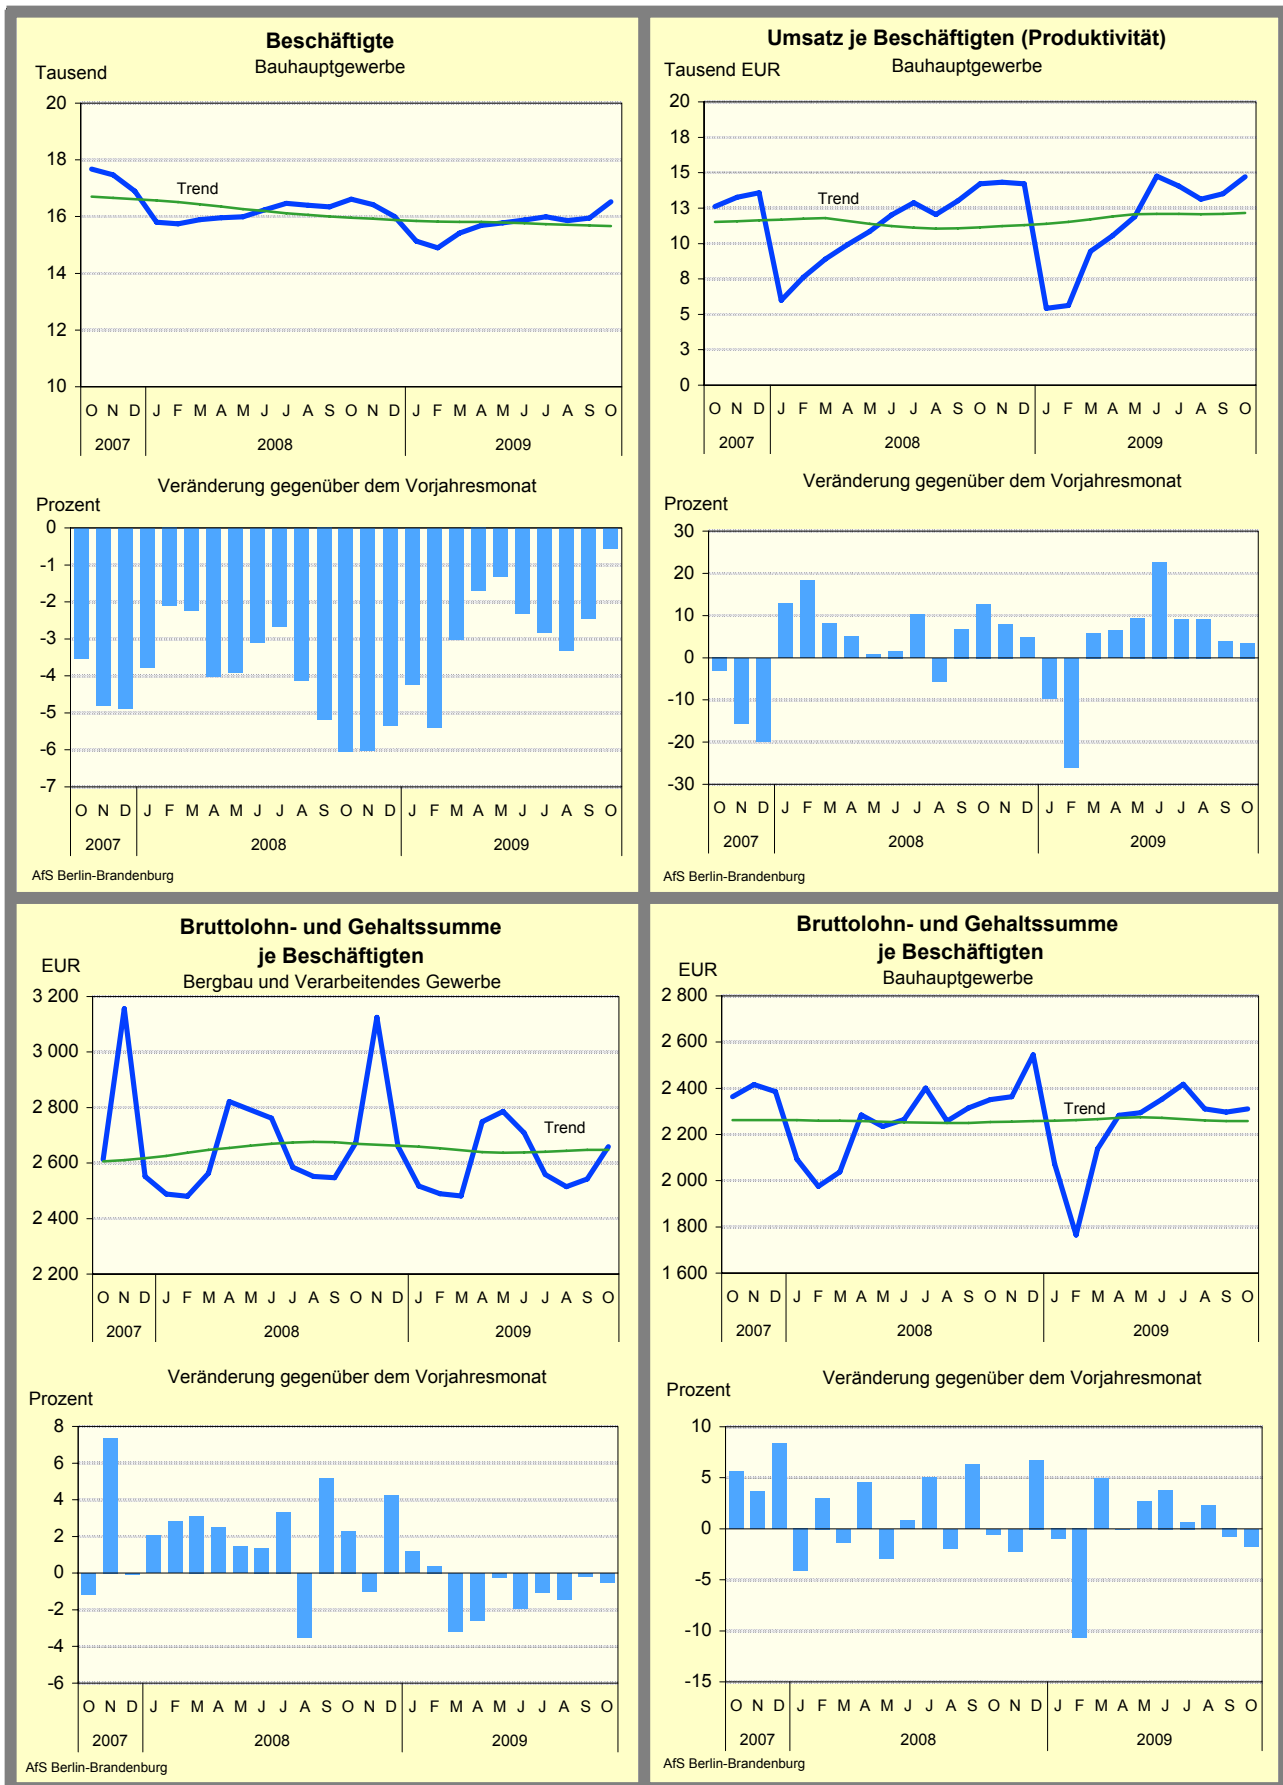 Beschäftigte
Bauhauptgewerbe
Tausend
20
18
16
14
12
10
Trend
O N D J F M A M J J A S O N D J F M A M J J A S O
2007 2008 2009
Veränderung gegenüber dem Vorjahresmonat
Prozent
0
-1
-2
-3
-4
-5
-6
-7
O N D J F M A M J J A S O N D J F M A M J J A S O
2007 2008 2009
AfS Berlin-Brandenburg
Umsatz je Beschäftigten (Produktivität)
Bauhauptgewerbe
Tausend EUR
20
18
15
13
10
8
5
3
0
Trend
O N D J F M A M J J A S O N D J F M A M J J A S O
2007 2008 2009
Veränderung gegenüber dem Vorjahresmonat
Prozent
30
20
10
0
-10
-20
-30
O N D J F M A M J J A S O N D J F M A M J J A S O
2007 2008 2009
AfS Berlin-Brandenburg
Bruttolohn- und Gehaltssumme
je Beschäftigten
EUR
Bergbau und Verarbeitendes Gewerbe
3 200
3 000
2 800
2 600
2 400
2 200
Trend
O N D J F M A M J J A S O N D J F M A M J J A S O
2007 2008 2009
Veränderung gegenüber dem Vorjahresmonat
Prozent
8
6
4
2
0
-2
-4
-6
O N D J F M A M J J A S O N D J F M A M J J A S O
2007 2008 2009
AfS Berlin-Brandenburg
Bruttolohn- und Gehaltssumme
je Beschäftigten
EUR
Bauhauptgewerbe
2 800
2 600
2 400
2 200
2 000
1 800
1 600
Trend
O N D J F M A M J J A S O N D J F M A M J J A S O
2007 2008 2009
Veränderung gegenüber dem Vorjahresmonat
Prozent
10
5
0
-5
-10
-15
O N D J F M A M J J A S O N D J F M A M J J A S O
2007 2008 2009
AfS Berlin-Brandenburg